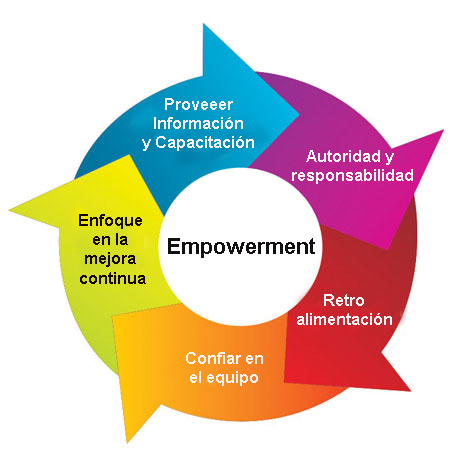 Proveeer
Información
y Capacitación
Autoridad y
responsabilidad
Retro
alimentación
Confiar en
el equipo
Enfoque
en la
mejora
continua
Empowerment